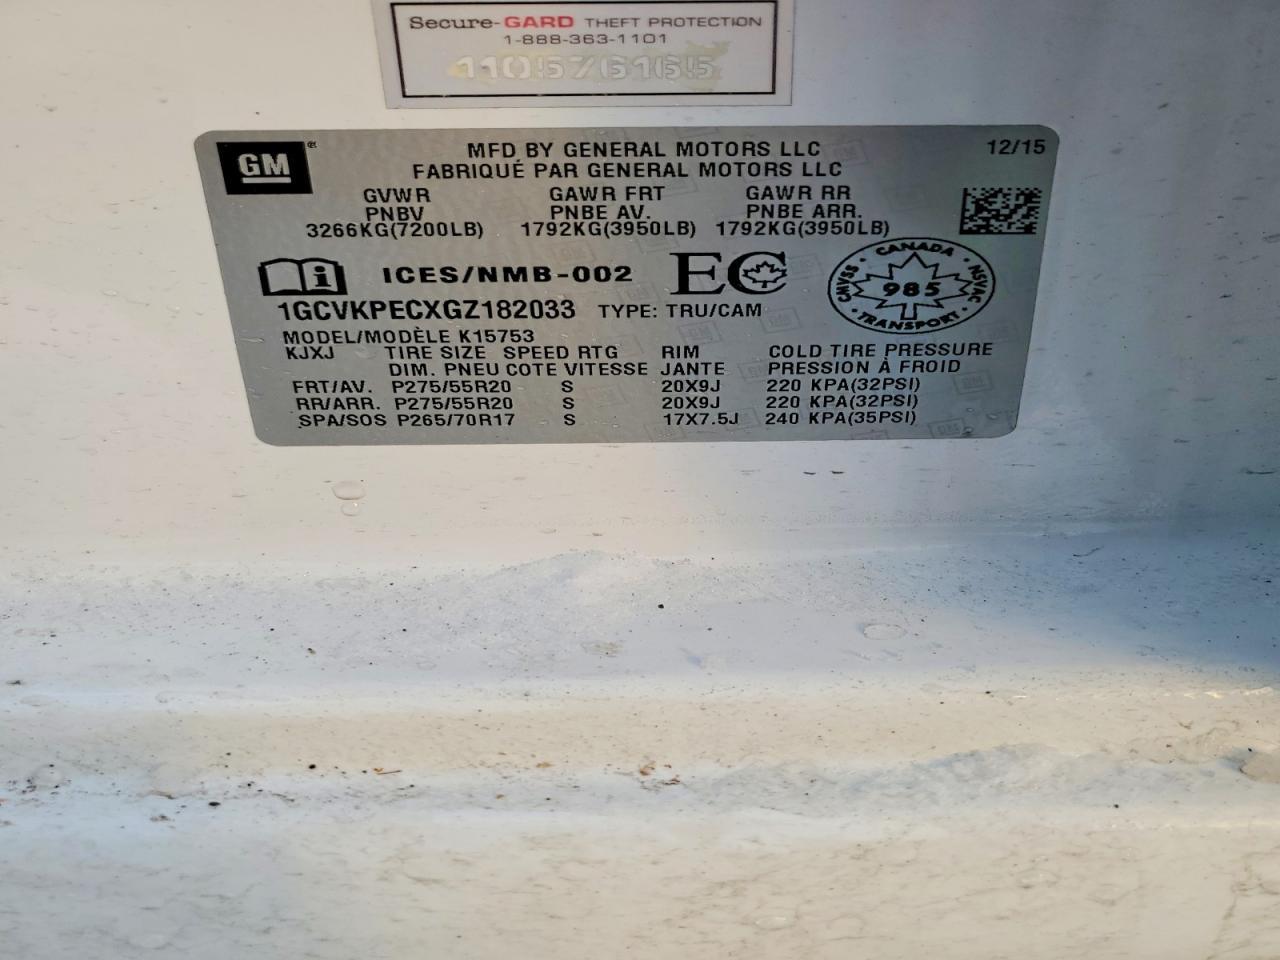 Secure-GARD THEFT PROTECTION
1-888-363-1101
110576165
GM
MFD BY GENERAL MOTORS LLC
12/15
FABRIQUÉ PAR GENERAL MOTORS LLC
GVWR GAWR FRT GAWR RR
PNBV PNBE AV. PNBE ARR.
3266KG(7200LB) 1792KG(3950LB) 1792KG(3950LB)
i ICES/NMB-002 EC
CANADA
CMVSS 985 NSVAC
TRANSPORT
1GCVKPECXGZ182033 TYPE: TRU/CAM
MODEL/MODÈLE K15753
KJXJ TIRE SIZE SPEED RTG RIM COLD TIRE PRESSURE
DIM. PNEU COTE VITESSE JANTE PRESSION À FROID
FRT/AV. P275/55R20 S 20X9J 220 KPA(32PSI)
RR/ARR. P275/55R20 S 20X9J 220 KPA(32PSI)
SPA/SOS P265/70R17 S 17X7.5J 240 KPA(35PSI)